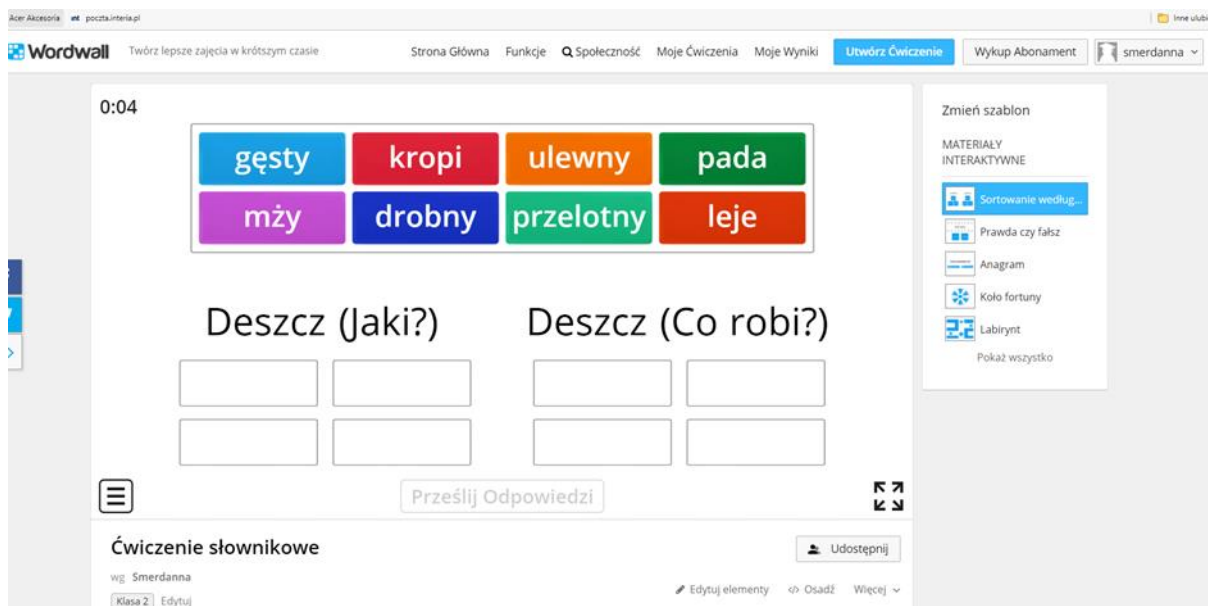 Acer Akcesoria poczta.interia.pl
Wordwall Twórz lepsze zajęcia w krótszym czasie Strona Główna Funkcje Społeczność Moje Ćwiczenia Moje Wyniki Utwórz Ćwiczenie Wykup Abonament smerdanna
0:04
gęsty kropi ulewny pada
mży drobny przelotny leje
Deszcz (Jaki?) Deszcz (Co robi?)
Prześlij Odpowiedzi
Ćwiczenie słownikowe
Udostępnij
wg Smerdanna
Edytuj elementy Osadź Więcej
Klasa 2 Edytuj
Zmień szablon
MATERIAŁY
INTERAKTYWNE
Sortowanie według...
Prawda czy fałsz
Anagram
Koło fortuny
Labirynt
Pokaż wszystko